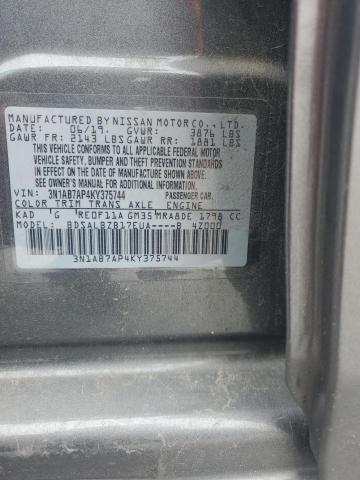 MANUFACTURED BY NISSAN MOTOR CO., LTD.
DATE: 06/19. GVWR: 3876 LBS
GAWR FR: 2143 LBS GAWR RR: 1881 LBS
THIS VEHICLE CONFORMS TO ALL APPLICABLE FEDERAL MOTOR
VEHICLE SAFETY, BUMPER AND THEFT PREVENTION STANDARDS
IN EFFECT ON THE DATE OF MANUFACTURE SHOWN ABOVE.
SEE OWNER'S MANUAL FOR ADDITIONAL INFORMATION.
VIN: 3N1AB7AP4KY375744 PASSENGER CAR.
COLOR TRIM TRANS AXLE ENGINE
KAD 'G 'RE0F11A GM35'MRA8DE 1798 CC
MODEL: BDSALBZB17EUA----B 4Z000
3N1AB7AP4KY375744